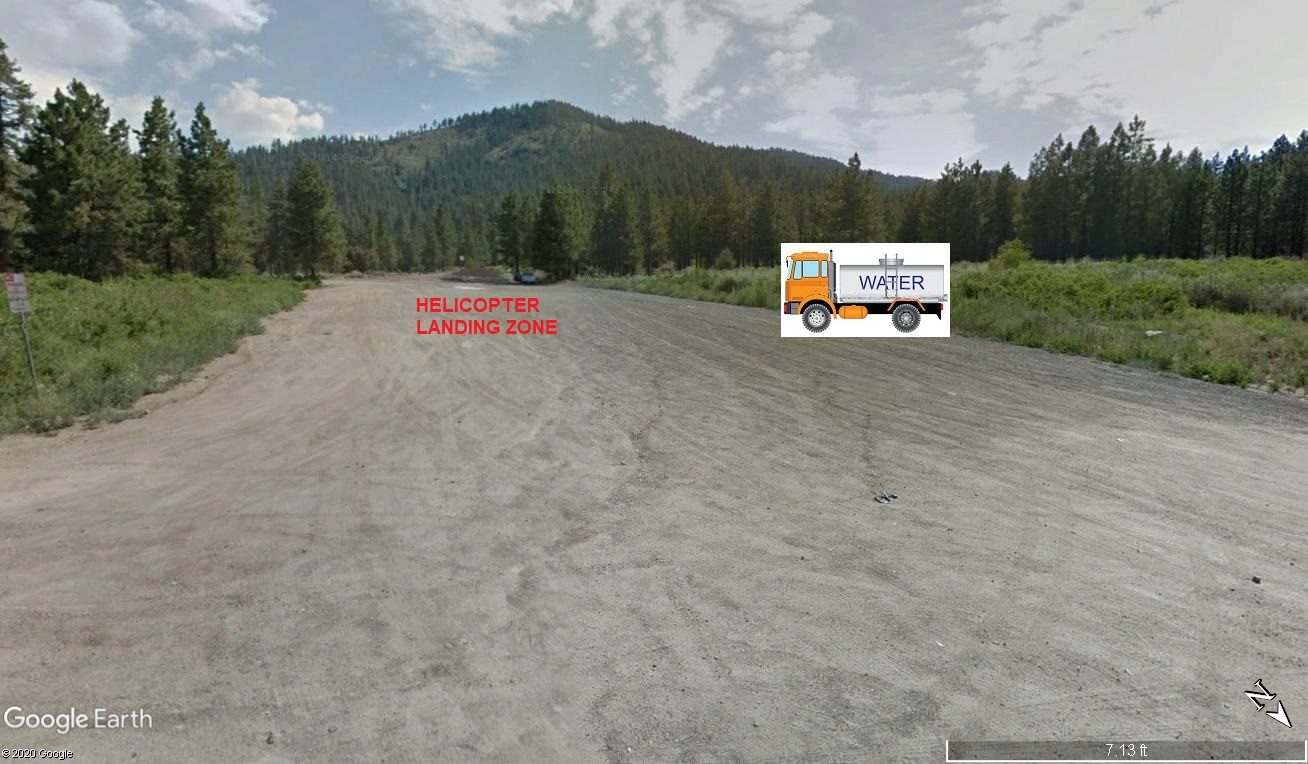 HELICOPTER
LANDING ZONE
WATER
Google Earth
© 2020 Google
N
7.13 ft